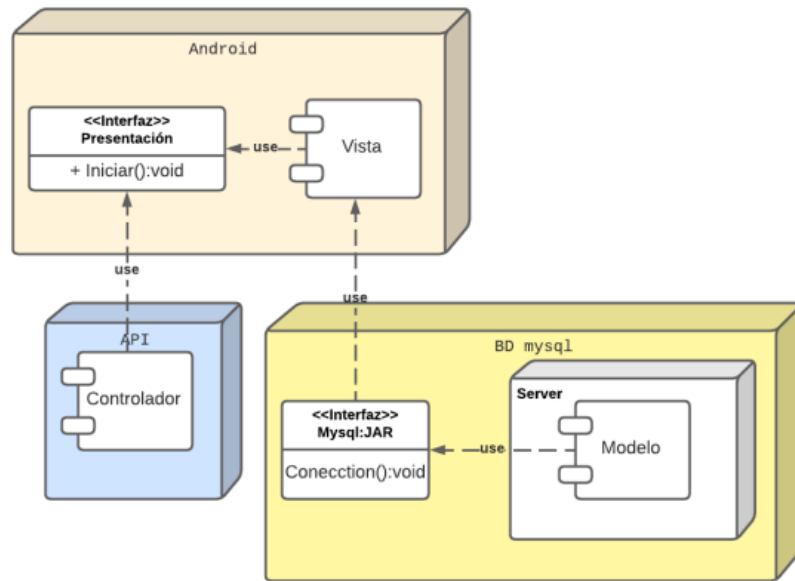 Android
<<Interfaz>>
Presentación
+ Iniciar():void
use
Vista
use
use
API
Controlador
BD mysql
<<Interfaz>>
Mysql:JAR
Conecction():void
use
Server
Modelo